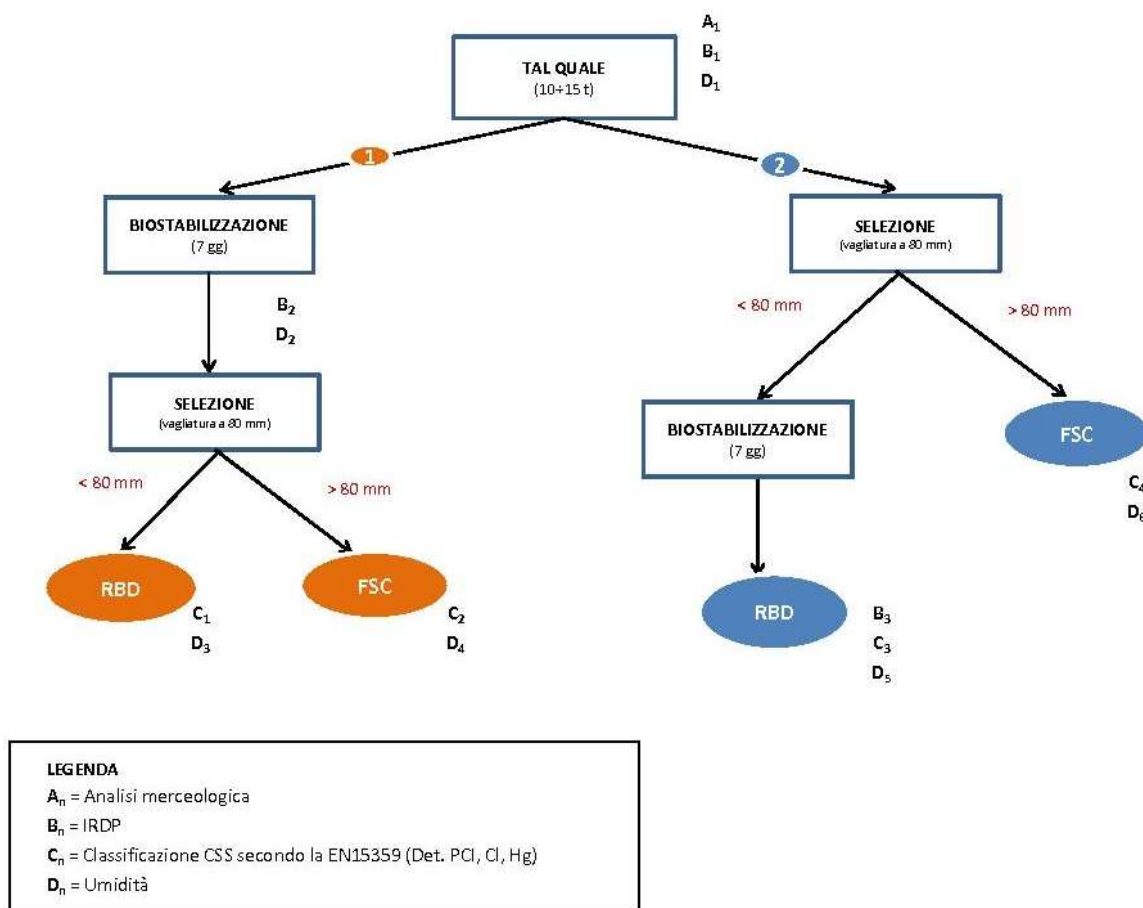 A₁
B₁
D₁
TAL QUALE
(10÷15 t)
1
2
BIOSTABILIZZAZIONE
(7 gg)
SELEZIONE
(vagliatura a 80 mm)
B₂
D₂
< 80 mm
> 80 mm
SELEZIONE
(vagliatura a 80 mm)
BIOSTABILIZZAZIONE
(7 gg)
FSC
C₄
D₆
< 80 mm
> 80 mm
RBD
C₁
D₃
FSC
C₂
D₄
RBD
B₃
C₃
D₅
LEGENDA
Aₙ = Analisi merceologica
Bₙ = IRDP
Cₙ = Classificazione CSS secondo la EN15359 (Det. PCI, Cl, Hg)
Dₙ = Umidità